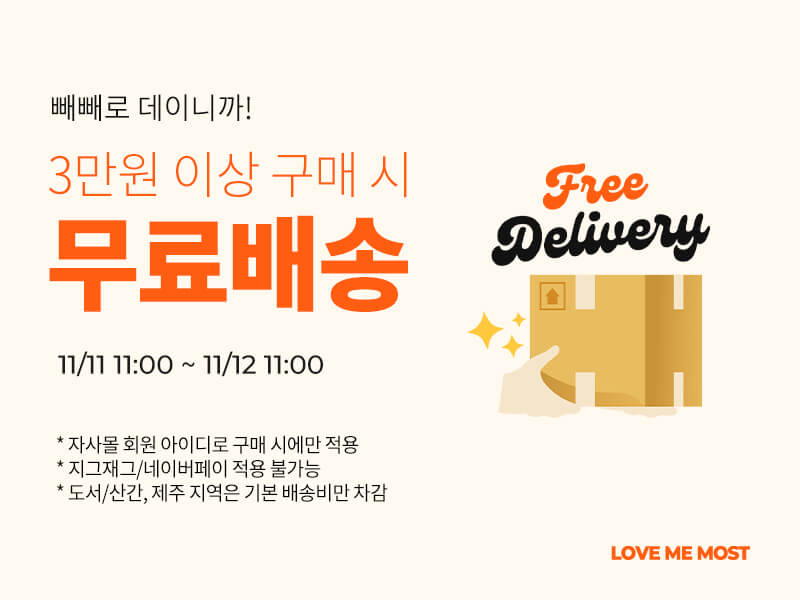 빼빼로 데이니까!
3만원 이상 구매 시
무료배송
11/11 11:00 ~ 11/12 11:00
* 자사몰 회원 아이디로 구매 시에만 적용
* 지그재그/네이버페이 적용 불가능
* 도서/산간, 제주 지역은 기본 배송비만 차감
Free
Delivery
LOVE ME MOST